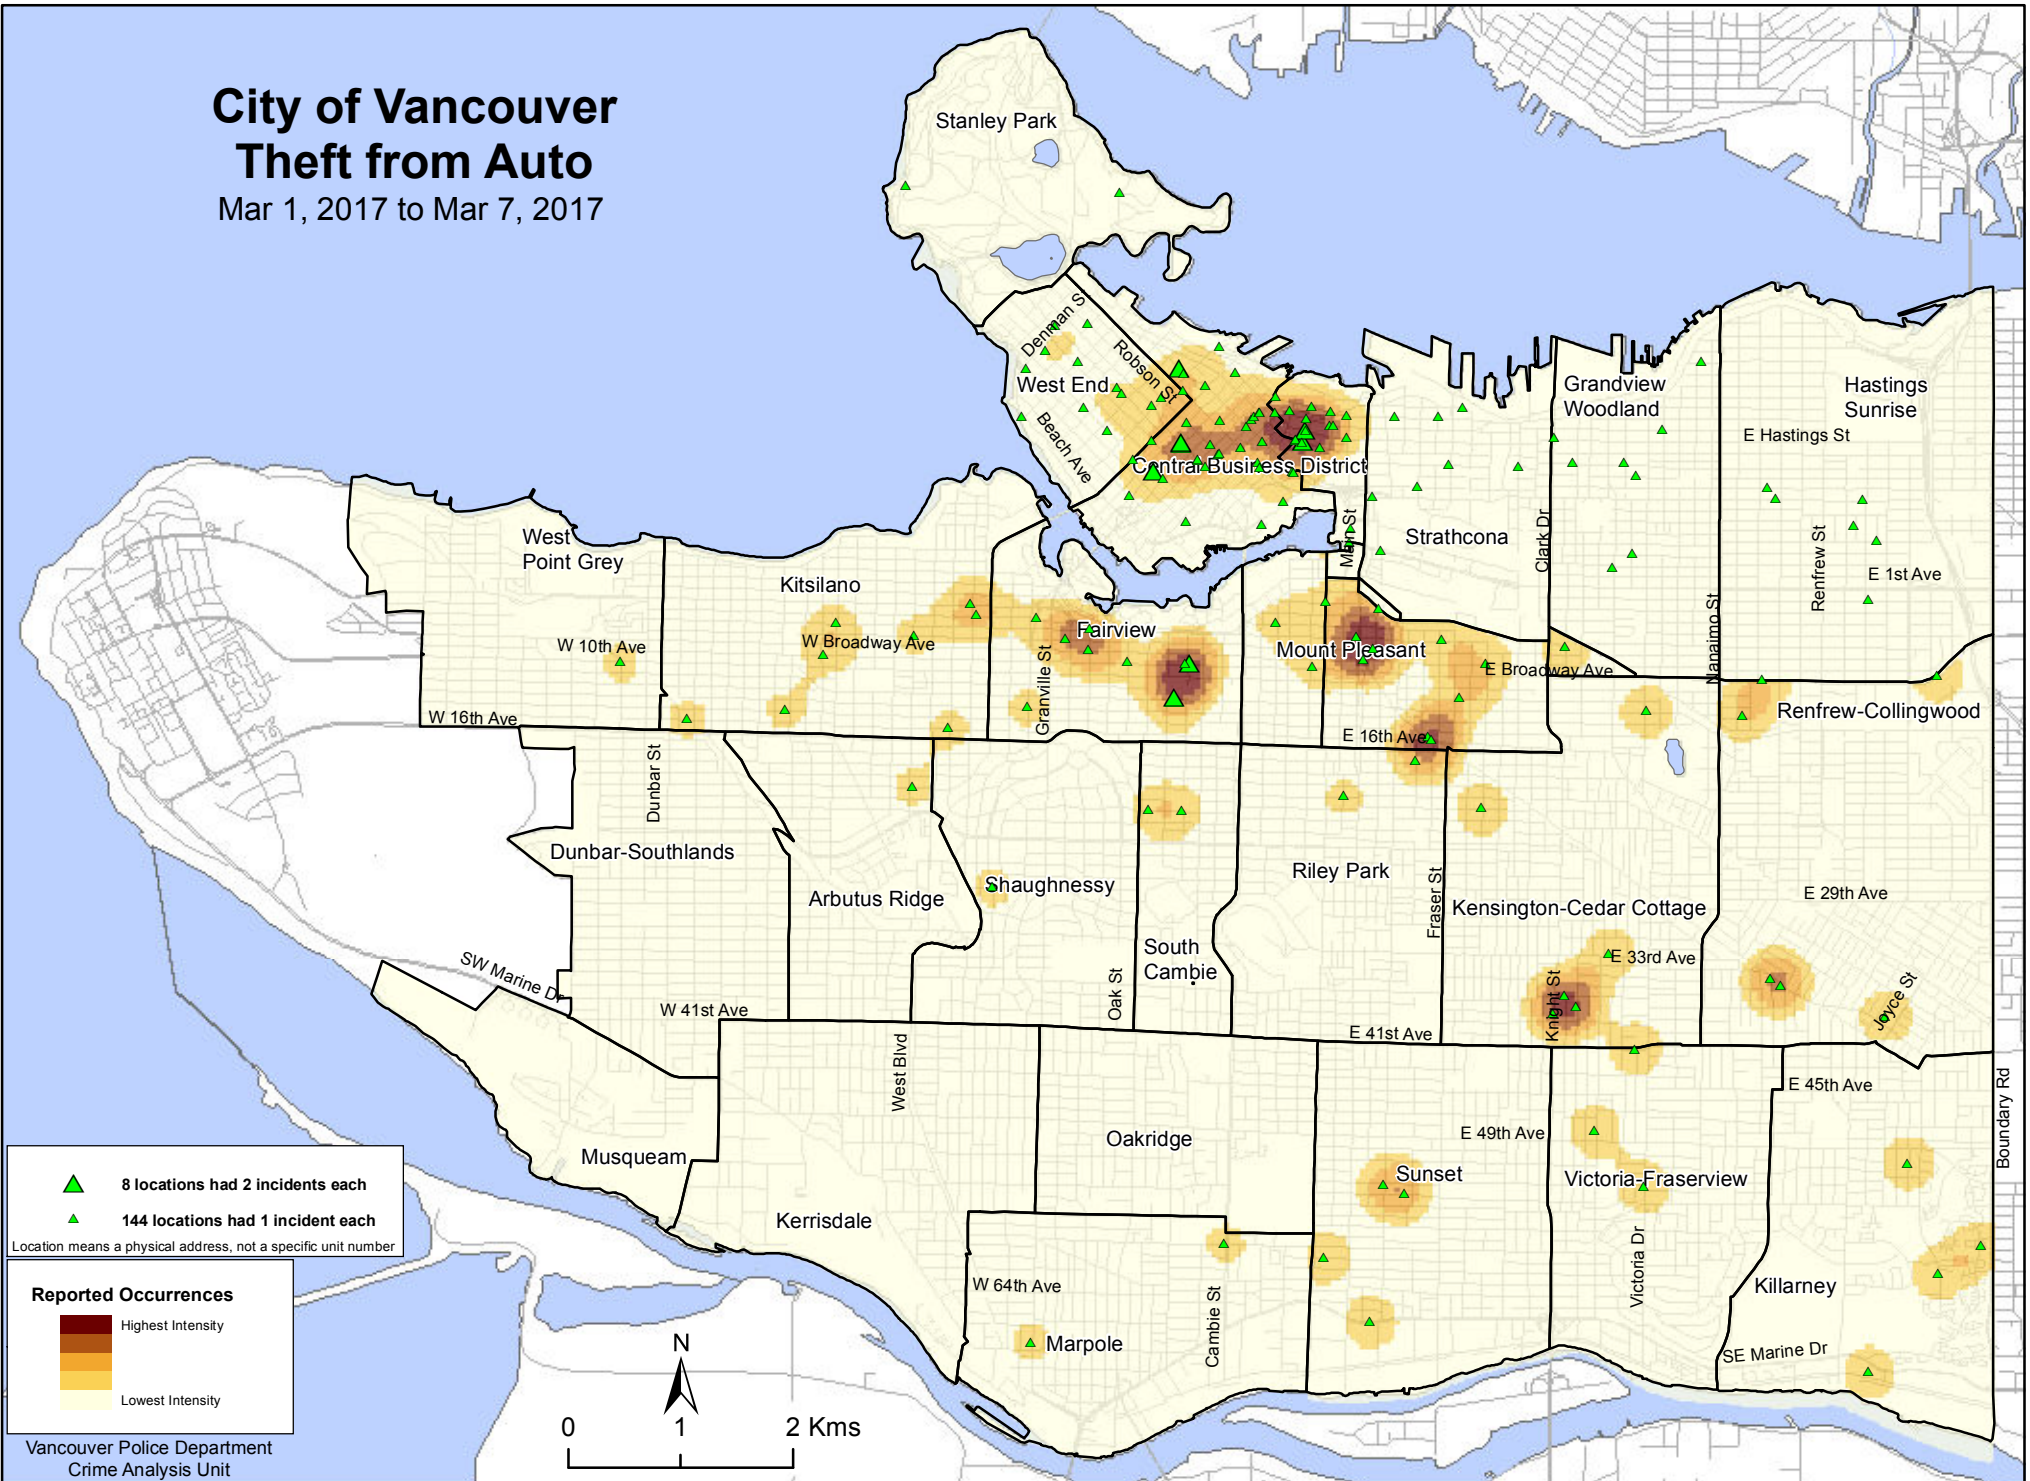 City of Vancouver
Theft from Auto
Mar 1, 2017 to Mar 7, 2017
Stanley Park
Denman S
Robson St
West End
Beach Ave
Central Business District
Grandview
Woodland
Hastings
Sunrise
E Hastings St
Main St
Strathcona
Clark Dr
Renfrew St
E 1st Ave
Nanaimo St
West
Point Grey
Kitsilano
W 10th Ave
W Broadway Ave
Fairview
Granville St
Mount Pleasant
E Broadway Ave
W 16th Ave
E 16th Ave
Renfrew-Collingwood
Dunbar St
Dunbar-Southlands
Arbutus Ridge
Shaughnessy
Riley Park
Fraser St
E 29th Ave
Kensington-Cedar Cottage
South
Cambie
Oak St
E 33rd Ave
SW Marine Dr
W 41st Ave
Knight St
Joyce St
E 41st Ave
West Blvd
E 45th Ave
Boundary Rd
Musqueam
Oakridge
E 49th Ave
Sunset
Victoria-Fraserview
Kerrisdale
W 64th Ave
Cambie St
Victoria Dr
Killarney
Marpole
SE Marine Dr
8 locations had 2 incidents each
144 locations had 1 incident each
Location means a physical address, not a specific unit number
Reported Occurrences
Highest Intensity
Lowest Intensity
Vancouver Police Department
Crime Analysis Unit
N
0 1 2 Kms